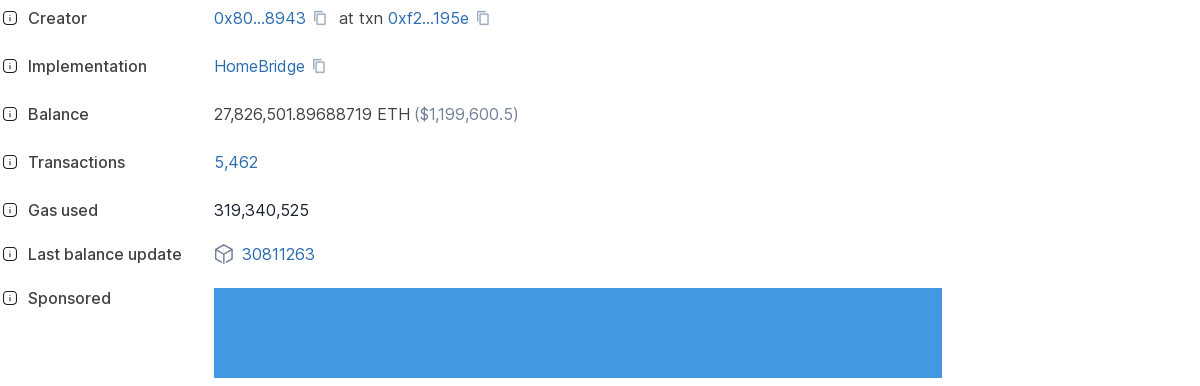 Creator 0x80...8943 at txn 0xf2...195e
Implementation HomeBridge
Balance 27,826,501.89688719 ETH ($1,199,600.5)
Transactions 5,462
Gas used 319,340,525
Last balance update 30811263
Sponsored